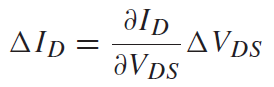 ΔI_D = ∂I_D/∂V_DS ΔV_DS